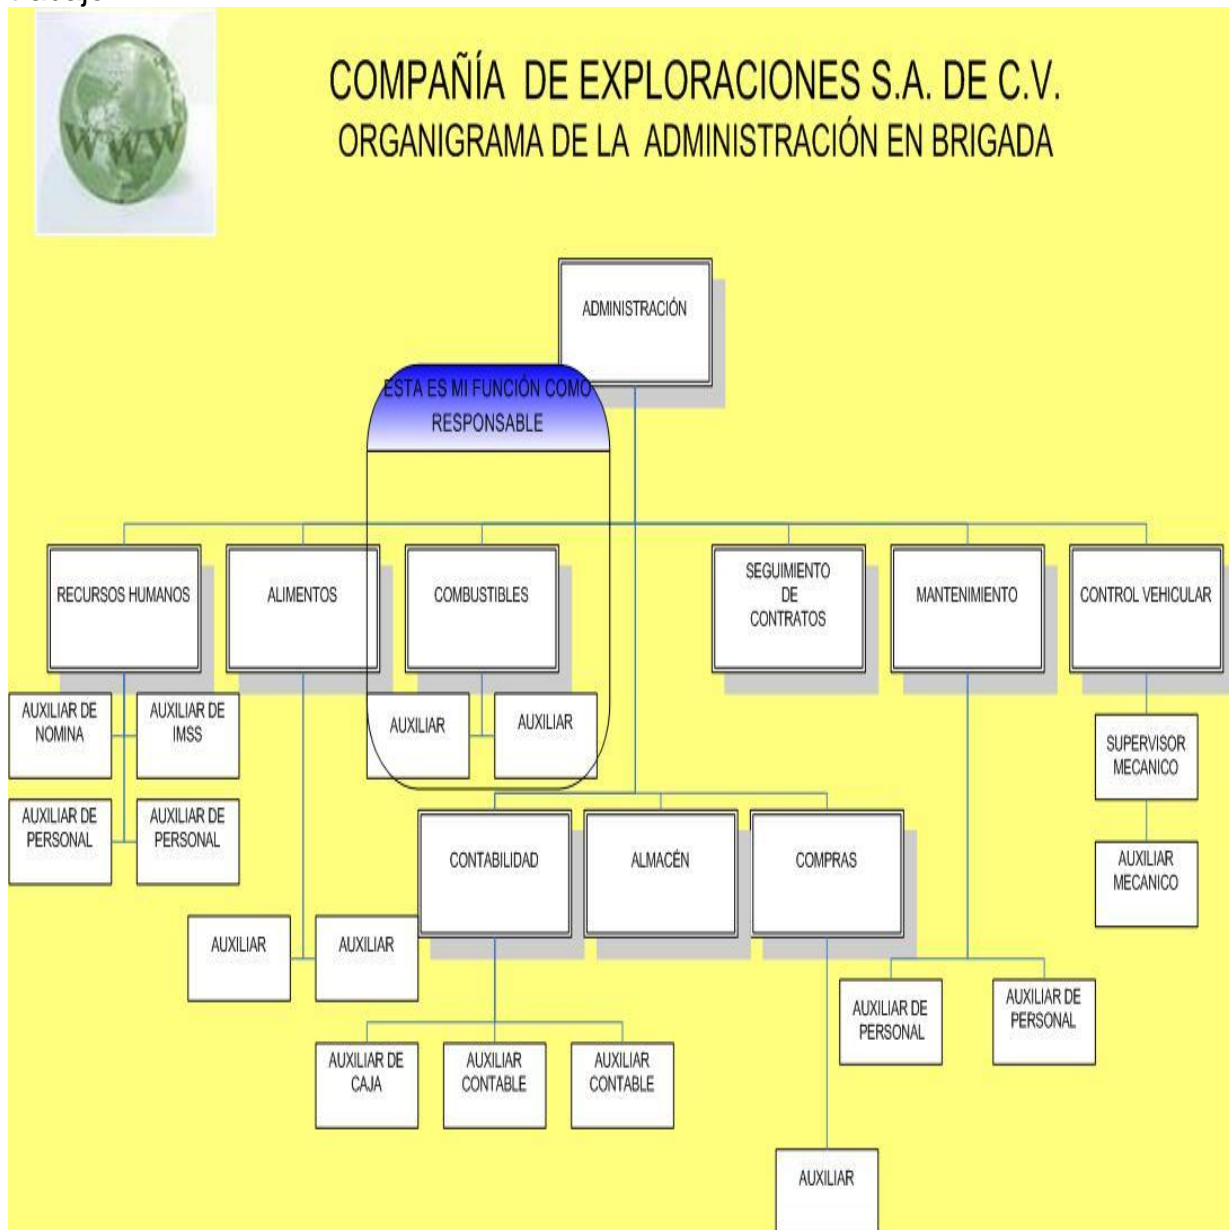 WWW
COMPAÑÍA DE EXPLORACIONES S.A. DE C.V.
ORGANIGRAMA DE LA ADMINISTRACIÓN EN BRIGADA
ADMINISTRACIÓN
ESTA ES MI FUNCIÓN COMO
RESPONSABLE
RECURSOS HUMANOS
ALIMENTOS
COMBUSTIBLES
SEGUIMIENTO
DE
CONTRATOS
MANTENIMIENTO
CONTROL VEHICULAR
AUXILIAR DE
NOMINA
AUXILIAR DE
IMSS
AUXILIAR
AUXILIAR
SUPERVISOR
MECANICO
AUXILIAR DE
PERSONAL
AUXILIAR DE
PERSONAL
CONTABILIDAD
ALMACÉN
COMPRAS
AUXILIAR
MECANICO
AUXILIAR
AUXILIAR
AUXILIAR DE
PERSONAL
AUXILIAR DE
PERSONAL
AUXILIAR DE
CAJA
AUXILIAR
CONTABLE
AUXILIAR
CONTABLE
AUXILIAR